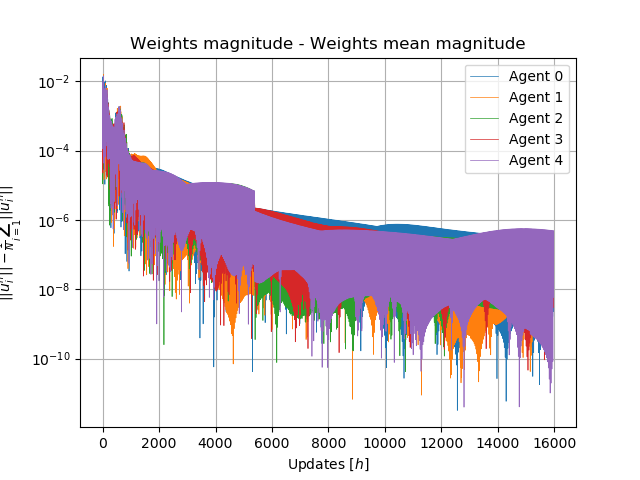 Weights magnitude - Weights mean magnitude
Agent 0
Agent 1
Agent 2
Agent 3
Agent 4
10⁻²
10⁻⁴
10⁻⁶
10⁻⁸
10⁻¹⁰
0 2000 4000 6000 8000 10000 12000 14000 16000
Updates [h]